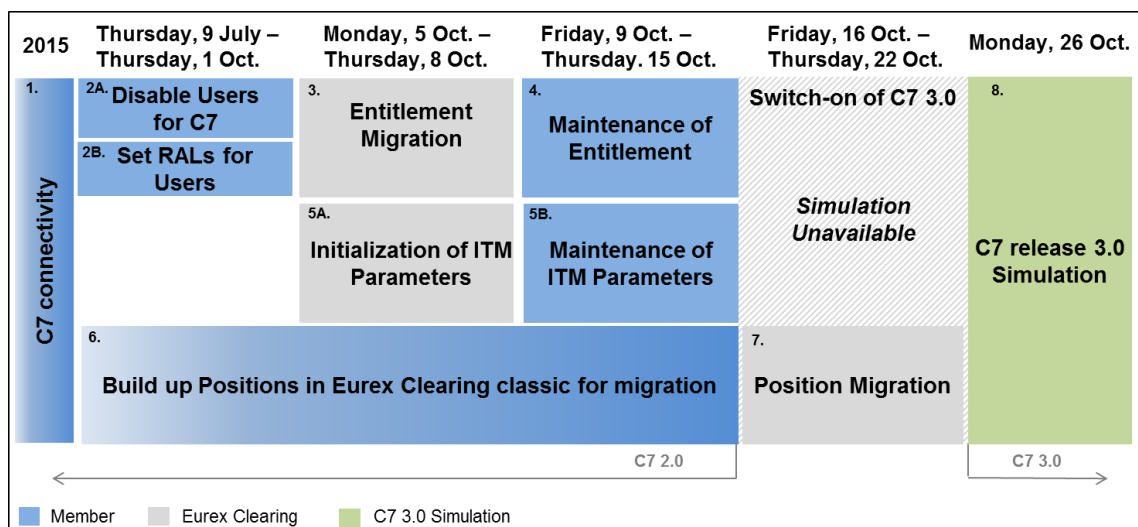 2015
Thursday, 9 July –
Thursday, 1 Oct.
Monday, 5 Oct. –
Thursday, 8 Oct.
Friday, 9 Oct. –
Thursday. 15 Oct.
Friday, 16 Oct. –
Thursday, 22 Oct.
Monday, 26 Oct.
1.
C7 connectivity
2A.
Disable Users
for C7
2B.
Set RALs for
Users
3.
Entitlement
Migration
4.
Maintenance of
Entitlement
Switch-on of C7 3.0
Simulation
Unavailable
5A.
Initialization of ITM
Parameters
5B.
Maintenance of
ITM Parameters
6.
Build up Positions in Eurex Clearing classic for migration
7.
Position Migration
8.
C7 release 3.0
Simulation
C7 2.0
C7 3.0
Member
Eurex Clearing
C7 3.0 Simulation